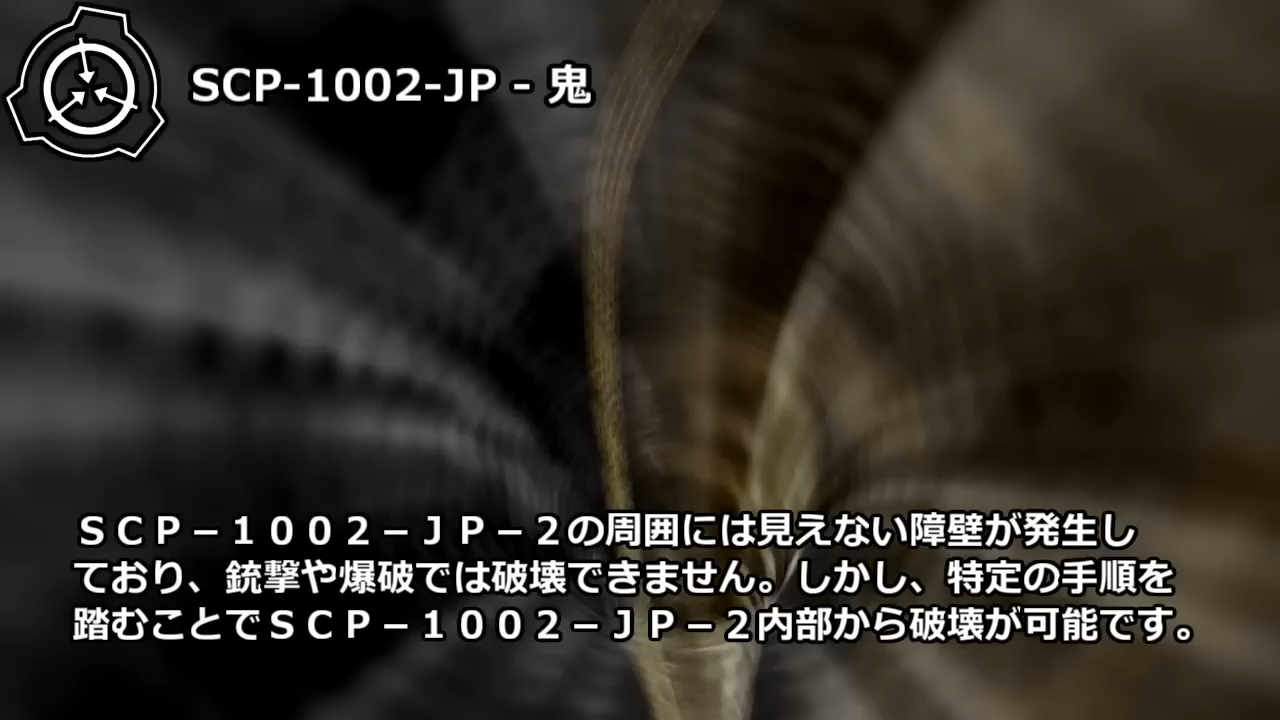 SCP-1002-JP - 鬼
ＳＣＰ－１００２－ＪＰ－２の周囲には見えない障壁が発生し
ており、銃撃や爆破では破壊できません。しかし、特定の手順を
踏むことでＳＣＰ－１００２－ＪＰ－２内部から破壊が可能です。